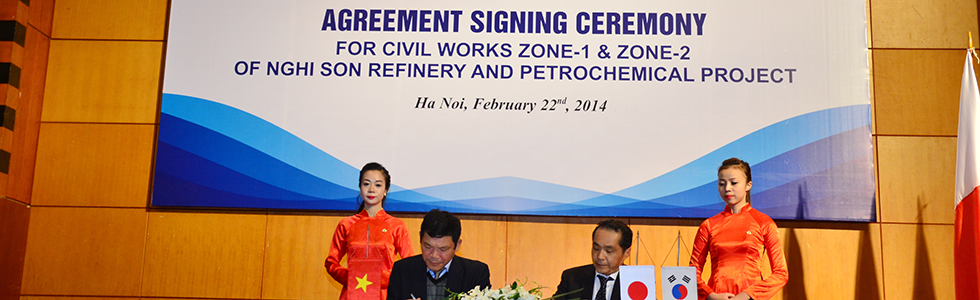 AGREEMENT SIGNING CEREMONY
FOR CIVIL WORKS ZONE-1 & ZONE-2
OF NGHI SON REFINERY AND PETROCHEMICAL PROJECT
Ha Noi, February 22nd, 2014